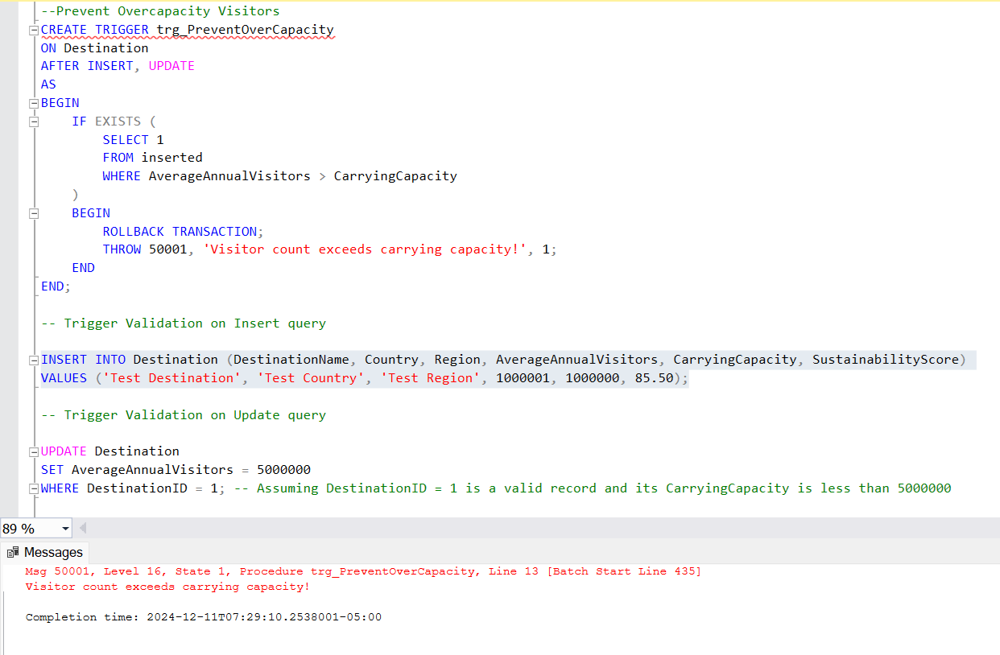 --Prevent Overcapacity Visitors
CREATE TRIGGER trg_PreventOverCapacity
ON Destination
AFTER INSERT, UPDATE
AS
BEGIN
    IF EXISTS (
        SELECT 1
        FROM inserted
        WHERE AverageAnnualVisitors > CarryingCapacity
    )
    BEGIN
        ROLLBACK TRANSACTION;
        THROW 50001, 'Visitor count exceeds carrying capacity!', 1;
    END
END;
-- Trigger Validation on Insert query
INSERT INTO Destination (DestinationName, Country, Region, AverageAnnualVisitors, CarryingCapacity, SustainabilityScore)
VALUES ('Test Destination', 'Test Country', 'Test Region', 1000001, 1000000, 85.50);
-- Trigger Validation on Update query
UPDATE Destination
SET AverageAnnualVisitors = 5000000
WHERE DestinationID = 1; -- Assuming DestinationID = 1 is a valid record and its CarryingCapacity is less than 5000000
89 %
Messages
Msg 50001, Level 16, State 1, Procedure trg_PreventOverCapacity, Line 13 [Batch Start Line 435]
Visitor count exceeds carrying capacity!
Completion time: 2024-12-11T07:29:10.2538001-05:00